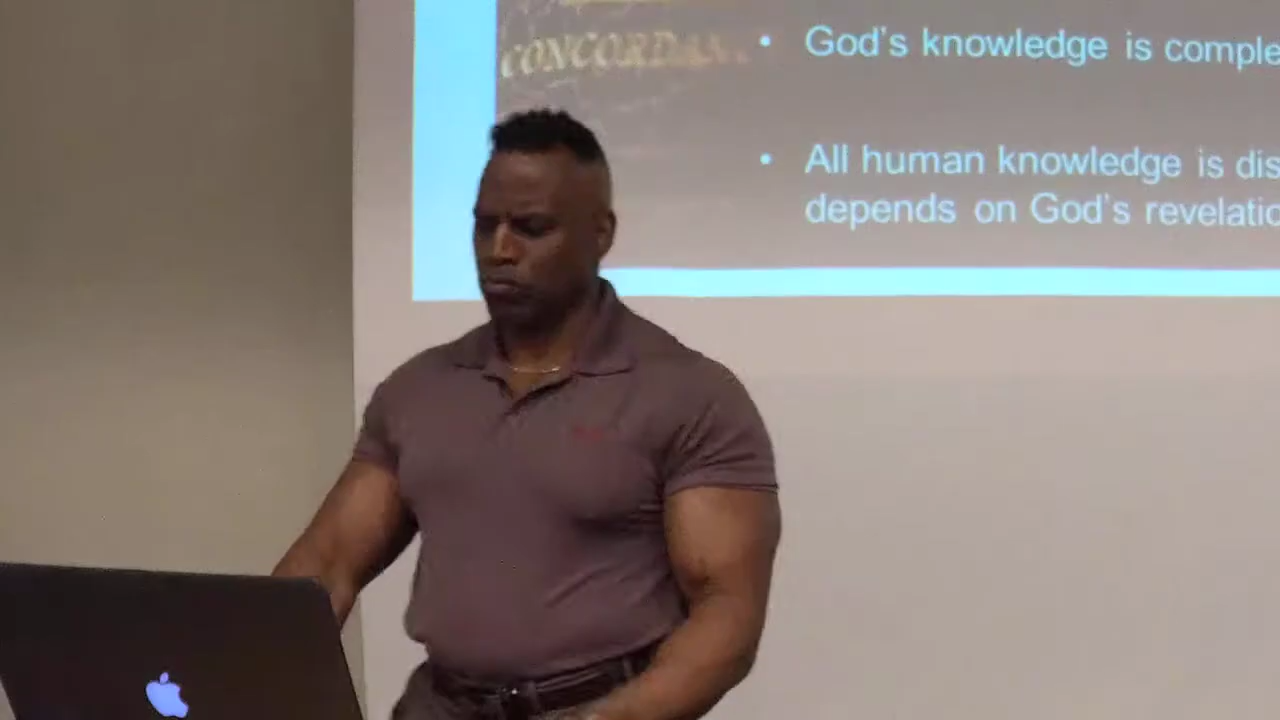 CONCORDAN
• God's knowledge is comple
• All human knowledge is dis
depends on God's revelatio